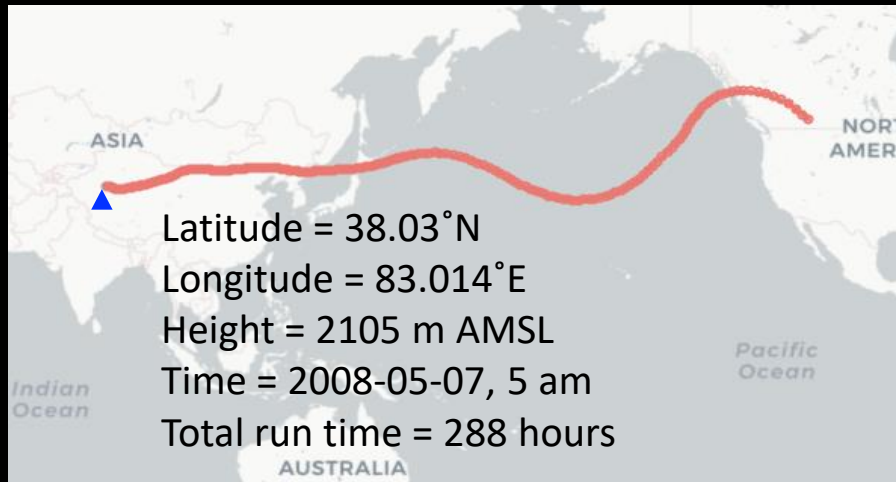 ASIA
NORT
AMER
Latitude = 38.03˚N
Longitude = 83.014˚E
Height = 2105 m AMSL
Time = 2008-05-07, 5 am
Total run time = 288 hours
Pacific
Ocean
Indian
Ocean
AUSTRALIA